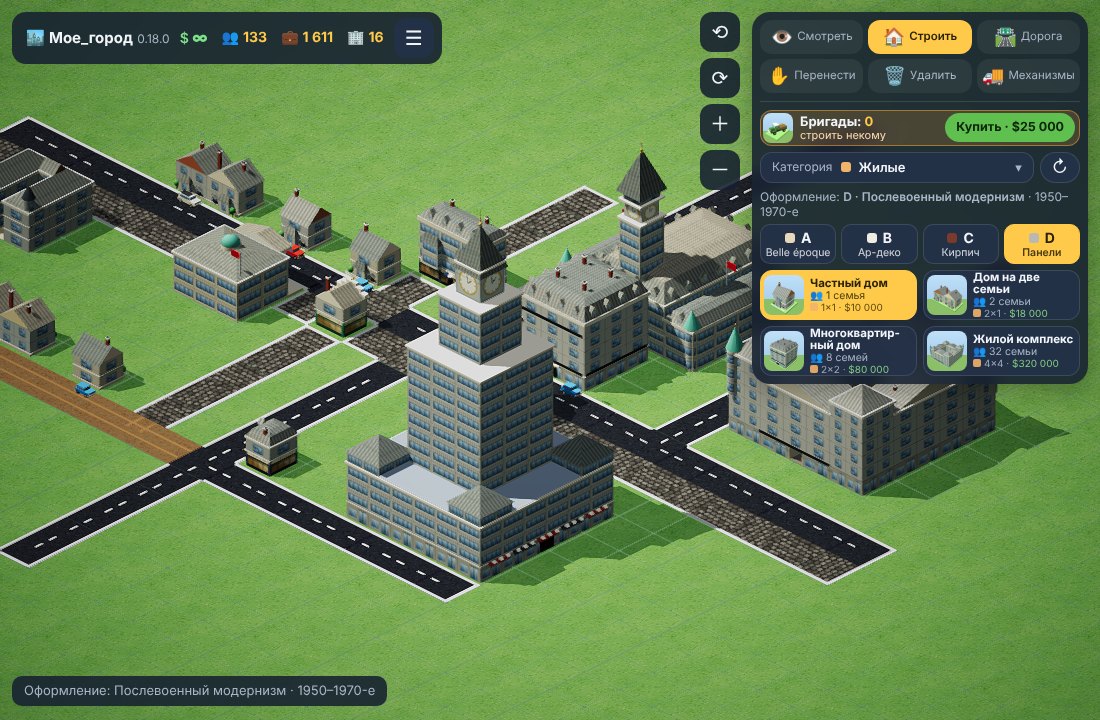 Мое_город 0.18.0 $ ∞ 133 1 611 16
Смотреть
Строить
Дорога
Перенести
Удалить
Механизмы
Бригады: 0
строить некому
Купить · $25 000
Категория Жилые
Оформление: D · Послевоенный модернизм · 1950–
1970-е
A
Belle époque
B
Ар-деко
C
Кирпич
D
Панели
Частный дом
1 семья
1×1 · $10 000
Дом на две
семьи
2 семьи
2×1 · $18 000
Многоквартир-
ный дом
8 семей
2×2 · $80 000
Жилой комплекс
32 семьи
4×4 · $320 000
Оформление: Послевоенный модернизм · 1950–1970-е